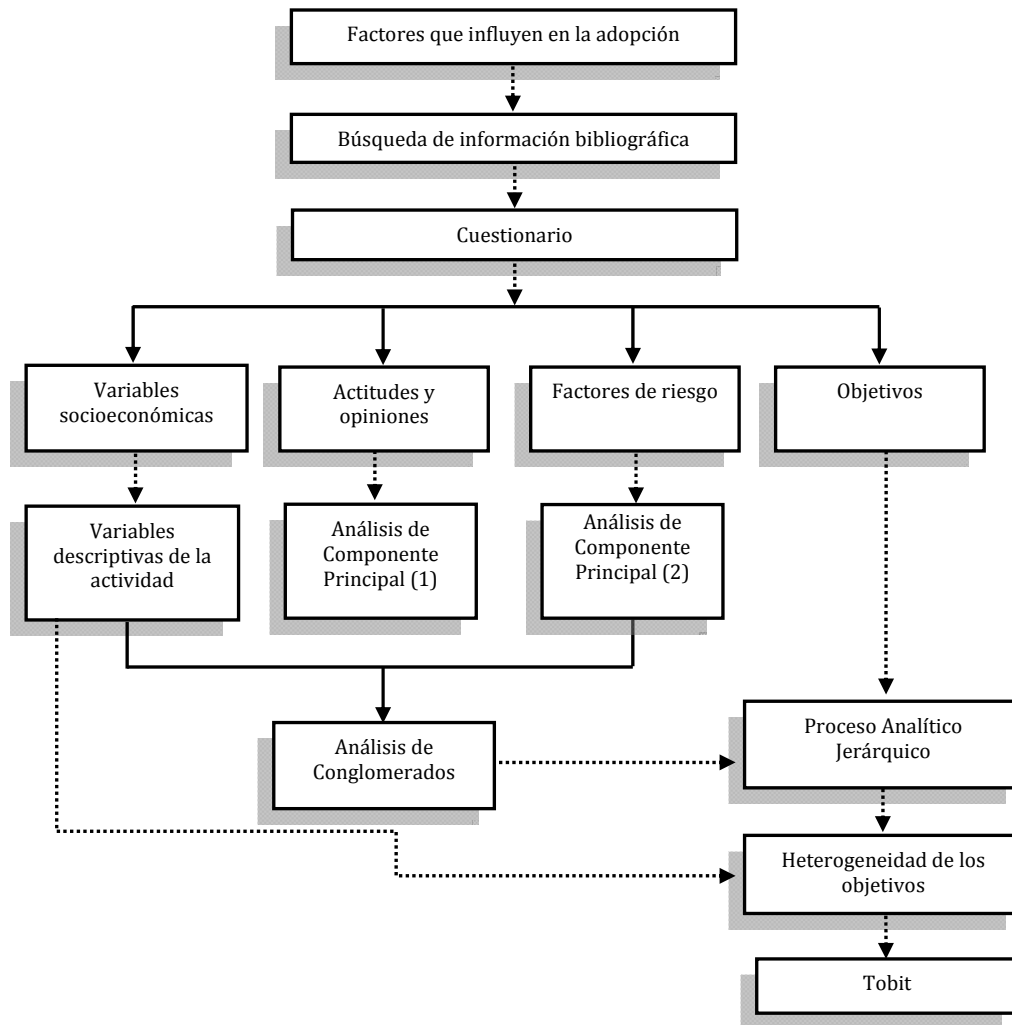 Factores que influyen en la adopción
Búsqueda de información bibliográfica
Cuestionario
Variables
socioeconómicas
Actitudes y
opiniones
Factores de riesgo
Objetivos
Variables
descriptivas de la
actividad
Análisis de
Componente
Principal (1)
Análisis de
Componente
Principal (2)
Análisis de
Conglomerados
Proceso Analítico
Jerárquico
Heterogeneidad de los
objetivos
Tobit